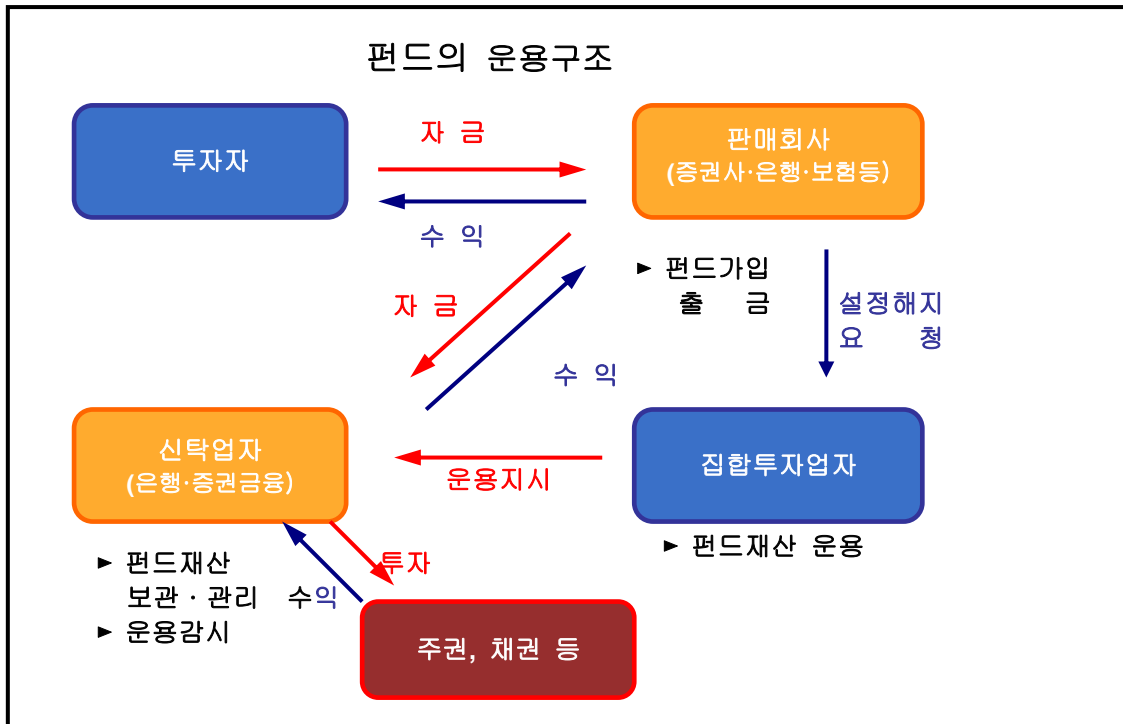 펀드의 운용구조
투자자
자 금
판매회사
(증권사·은행·보험등)
수 익
► 펀드가입
출 금
자 금
설정해지
요 청
수 익
신탁업자
(은행·증권금융)
운용지시
집합투자업자
► 펀드재산 운용
► 펀드재산
보관 · 관리
► 운용감시
투자
수익
주권, 채권 등